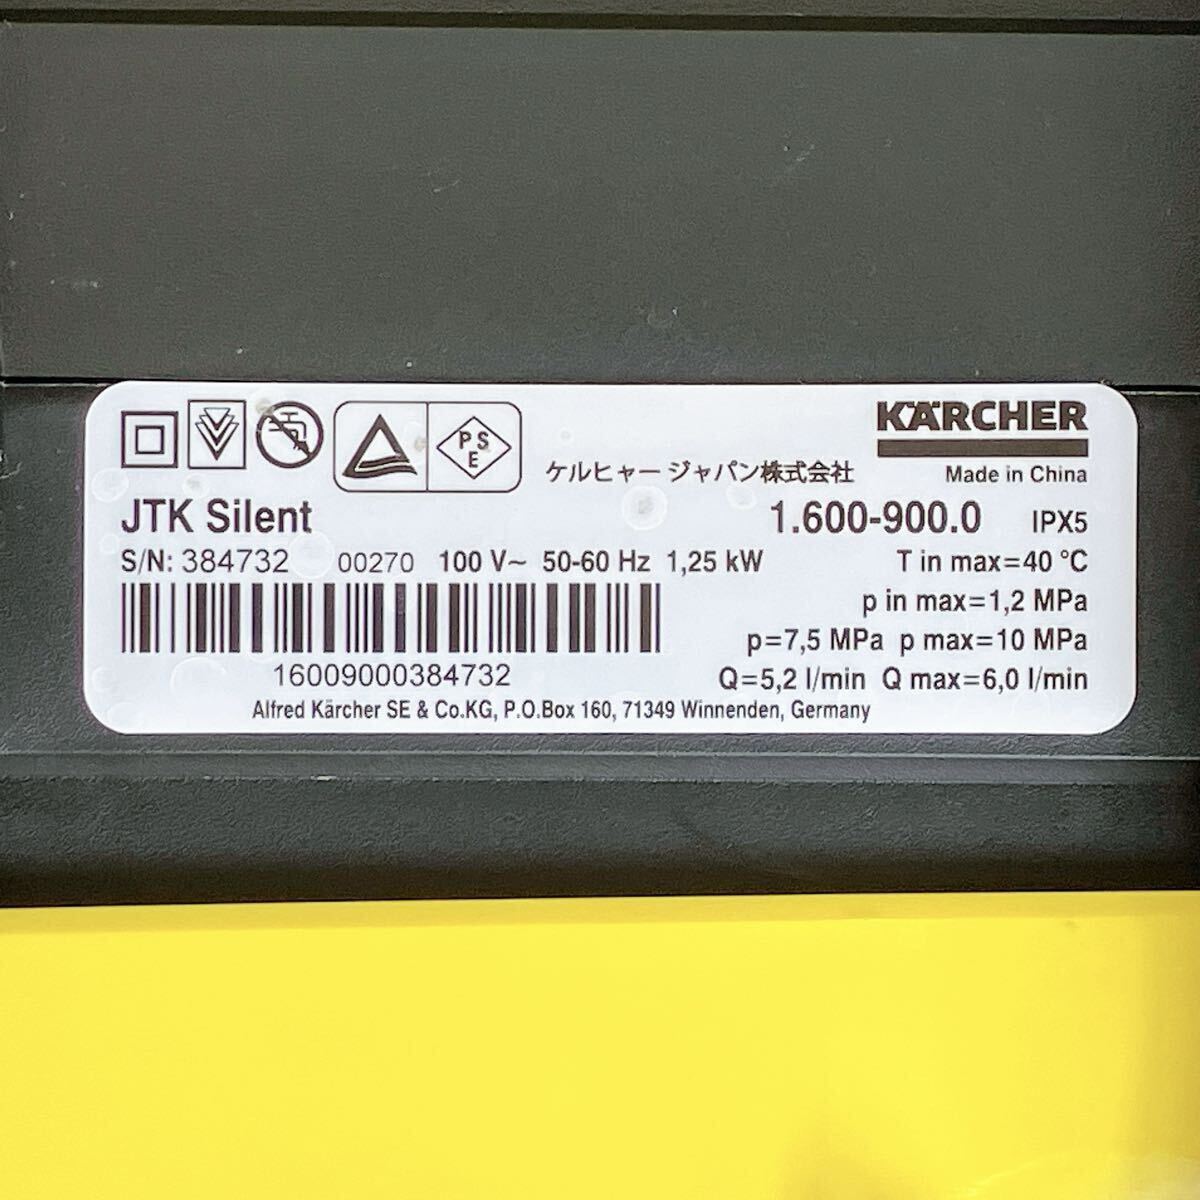 PS
E
ケルヒャー ジャパン株式会社
KÄRCHER
Made in China
JTK Silent
1.600-900.0 IPX5
S/N: 384732 00270 100 V~ 50-60 Hz 1,25 kW T in max=40 °C
p in max=1,2 MPa
p=7,5 MPa p max=10 MPa
16009000384732 Q=5,2 l/min Q max=6,0 l/min
Alfred Kärcher SE & Co.KG, P.O.Box 160, 71349 Winnenden, Germany